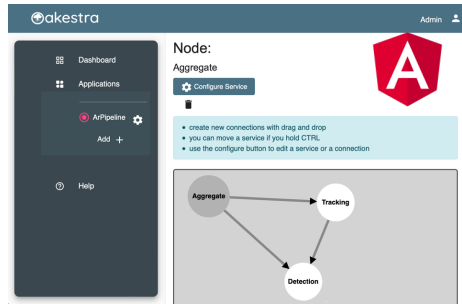 oakestra
Admin
Dashboard
Applications
ArPipeline
Add +
Help
Node:
Aggregate
Configure Service
• create new connections with drag and drop
• you can move a service if you hold CTRL
• use the configure button to edit a service or a connection
Aggregate
Tracking
Detection
A